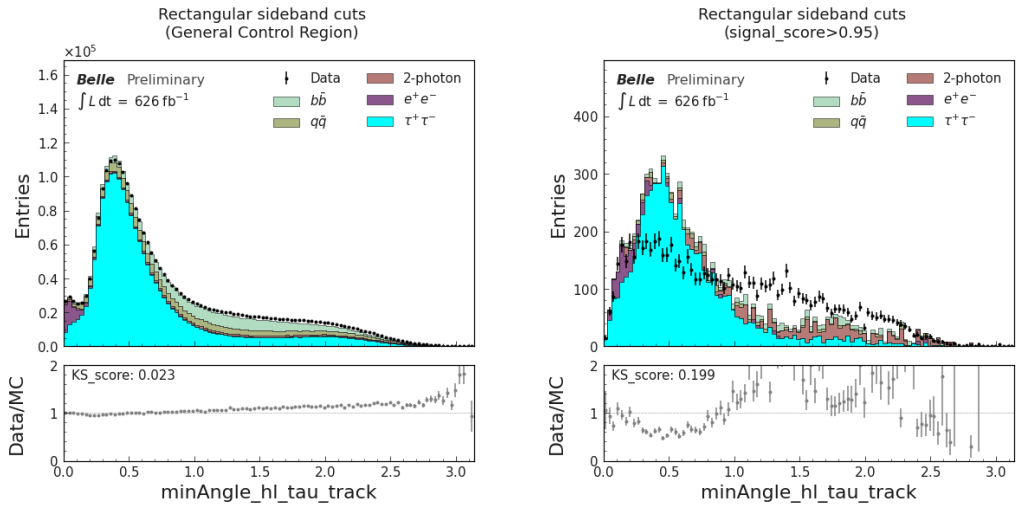 Rectangular sideband cuts
(General Control Region)
×10⁵
Belle Preliminary
∫ L dt = 626 fb⁻¹
Data
bb̄
qq̄
2-photon
e⁺e⁻
τ⁺τ⁻
Entries
1.6
1.4
1.2
1.0
0.8
0.6
0.4
0.2
0.0
KS_score: 0.023
Data/MC
2
1
0
0.0 0.5 1.0 1.5 2.0 2.5 3.0
minAngle_hl_tau_track
Rectangular sideband cuts
(signal_score>0.95)
Belle Preliminary
∫ L dt = 626 fb⁻¹
Data
bb̄
qq̄
2-photon
e⁺e⁻
τ⁺τ⁻
Entries
400
300
200
100
0
KS_score: 0.199
Data/MC
2
1
0
0.0 0.5 1.0 1.5 2.0 2.5 3.0
minAngle_hl_tau_track